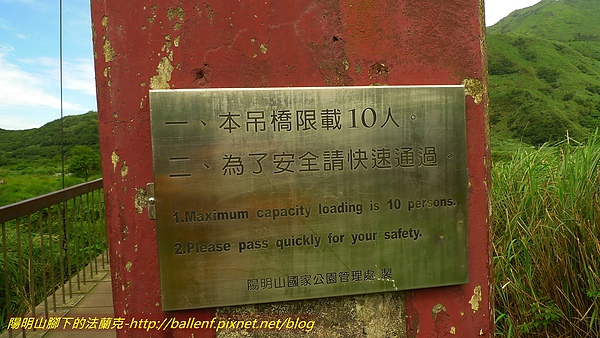 一、本吊橋限載10人。
二、為了安全請快速通過。
1.Maximum capacity loading is 10 persons.
2.Please pass quickly for your safety.
陽明山國家公園管理處 製
陽明山腳下的法蘭克-http://ballenf.pixnet.net/blog